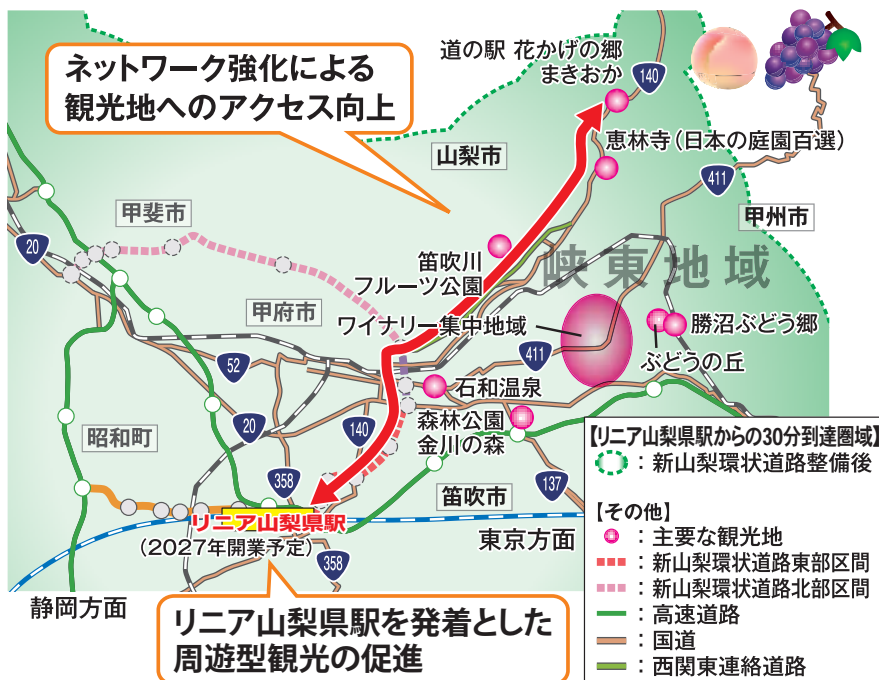 ネットワーク強化による
観光地へのアクセス向上
道の駅 花かげの郷
まきおか
140
恵林寺(日本の庭園百選)
山梨市
411
甲斐市
甲州市
20
笛吹川
フルーツ公園
峡東地域
甲府市
ワイナリー集中地域
勝沼ぶどう郷
ぶどうの丘
52
411
石和温泉
森林公園
金川の森
20
140
昭和町
358
137
笛吹市
リニア山梨県駅
(2027年開業予定)
東京方面
358
静岡方面
リニア山梨県駅を発着とした
周遊型観光の促進
【リニア山梨県駅からの30分到達圏域】
:新山梨環状道路整備後
【その他】
:主要な観光地
:新山梨環状道路東部区間
:新山梨環状道路北部区間
:高速道路
:国道
:西関東連絡道路